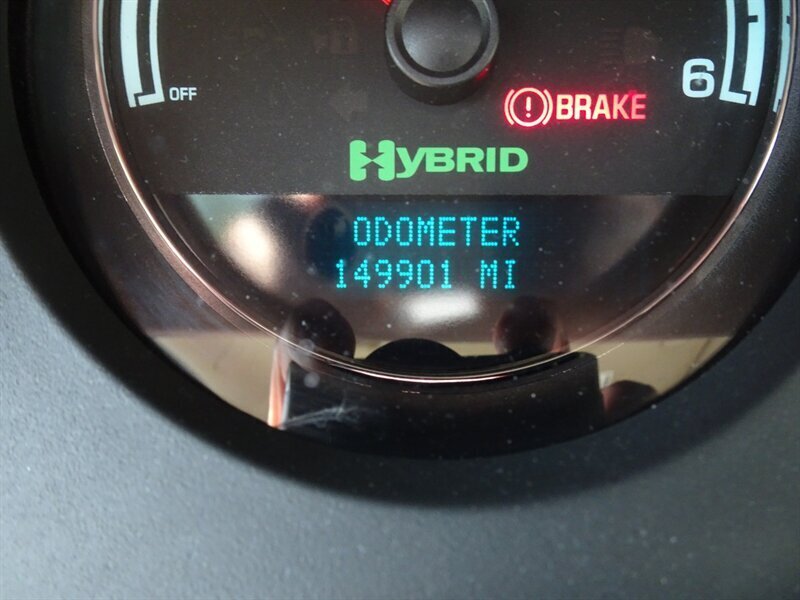 OFF
6
BRAKE
HYBRID
ODOMETER
149901 MI